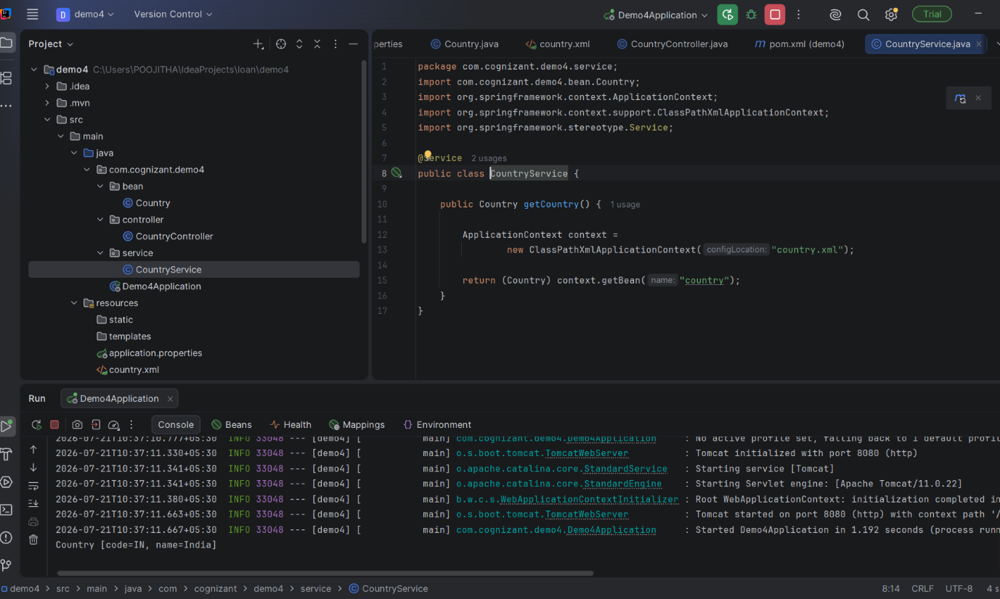 D demo4 Version Control Demo4Application Trial
Project
demo4 C:\Users\POOJITHA\IdeaProjects\loan\demo4
.idea
.mvn
src
main
java
com.cognizant.demo4
bean
Country
controller
CountryController
service
CountryService
Demo4Application
resources
static
templates
application.properties
country.xml
perties Country.java country.xml CountryController.java pom.xml (demo4) CountryService.java
1 package com.cognizant.demo4.service;
2 import com.cognizant.demo4.bean.Country;
3 import org.springframework.context.ApplicationContext;
4 import org.springframework.context.support.ClassPathXmlApplicationContext;
5 import org.springframework.stereotype.Service;
6
7 @Service 2 usages
8 public class CountryService {
9
10 public Country getCountry() { 1 usage
11
12 ApplicationContext context =
13 new ClassPathXmlApplicationContext( configLocation: "country.xml");
14
15 return (Country) context.getBean( name: "country");
16 }
17 }
Run Demo4Application
Console Beans Health Mappings Environment
2026-07-21T10:37:10.777+05:30 INFO 33048 --- [demo4] [ main] com.cognizant.demo4.Demo4Application : No active profile set, falling back to 1 default profil
2026-07-21T10:37:11.330+05:30 INFO 33048 --- [demo4] [ main] o.s.boot.tomcat.TomcatWebServer : Tomcat initialized with port 8080 (http)
2026-07-21T10:37:11.341+05:30 INFO 33048 --- [demo4] [ main] o.apache.catalina.core.StandardService : Starting service [Tomcat]
2026-07-21T10:37:11.341+05:30 INFO 33048 --- [demo4] [ main] o.apache.catalina.core.StandardEngine : Starting Servlet engine: [Apache Tomcat/11.0.22]
2026-07-21T10:37:11.380+05:30 INFO 33048 --- [demo4] [ main] b.w.c.s.WebApplicationContextInitializer : Root WebApplicationContext: initialization completed in
2026-07-21T10:37:11.663+05:30 INFO 33048 --- [demo4] [ main] o.s.boot.tomcat.TomcatWebServer : Tomcat started on port 8080 (http) with context path '/
2026-07-21T10:37:11.667+05:30 INFO 33048 --- [demo4] [ main] com.cognizant.demo4.Demo4Application : Started Demo4Application in 1.192 seconds (process runn
Country [code=IN, name=India]
demo4 > src > main > java > com > cognizant > demo4 > service > CountryService 8:14 CRLF UTF-8 4 s